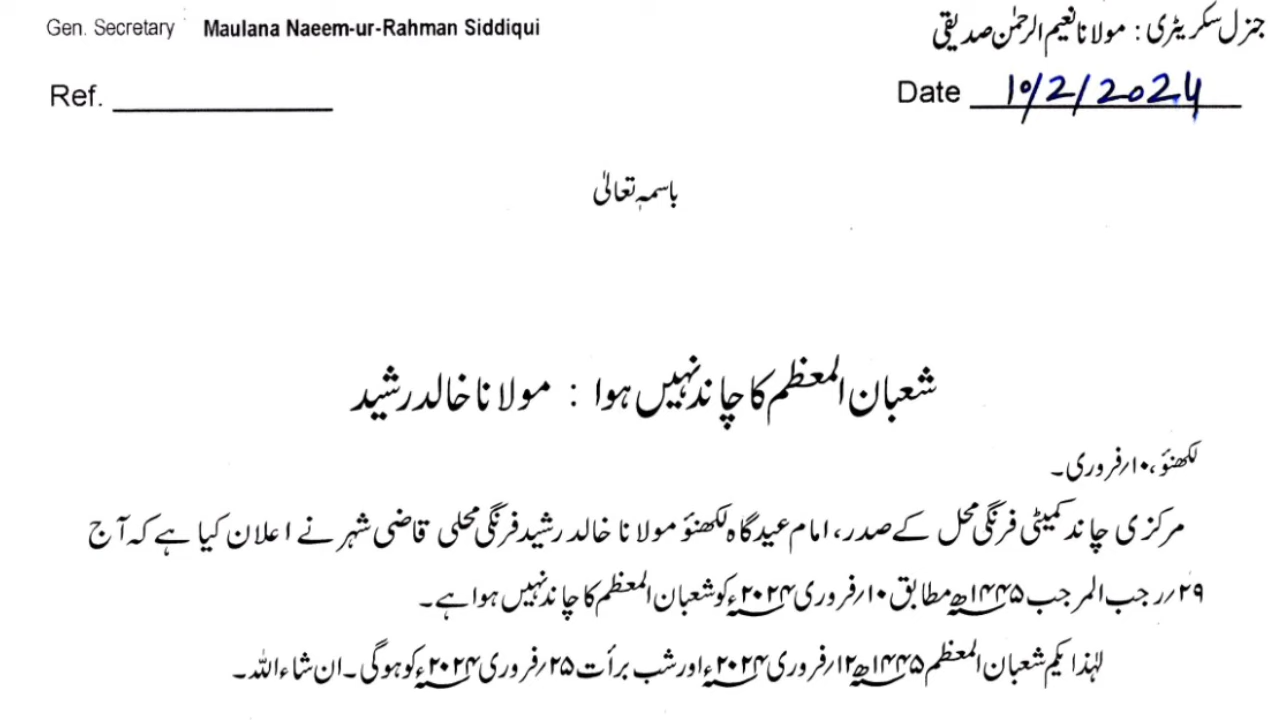 Gen. Secretary Maulana Naeem-ur-Rahman Siddiqui
جنرل سکریٹری : مولانا نعیم الرحمٰن صدیقی
Ref.
Date 10/2/2024
باسمہٖ تعالیٰ
شعبان المعظم کا چاند نہیں ہوا : مولانا خالد رشید
لکھنؤ، ۱۰؍فروری۔
مرکزی چاند کمیٹی فرنگی محل کے صدر، امام عیدگاہ لکھنؤ مولانا خالد رشید فرنگی محلی قاضی شہر نے اعلان کیا ہے کہ آج
۲۹؍رجب المرجب ۱۴۴۵ھ مطابق ۱۰؍فروری ۲۰۲۴ء کو شعبان المعظم کا چاند نہیں ہوا ہے۔
لہٰذا یکم شعبان المعظم ۱۴۴۵ھ ۱۲؍فروری ۲۰۲۴ء اور شب برأت ۲۵؍فروری ۲۰۲۴ء کو ہوگی۔ ان شاء اللہ۔